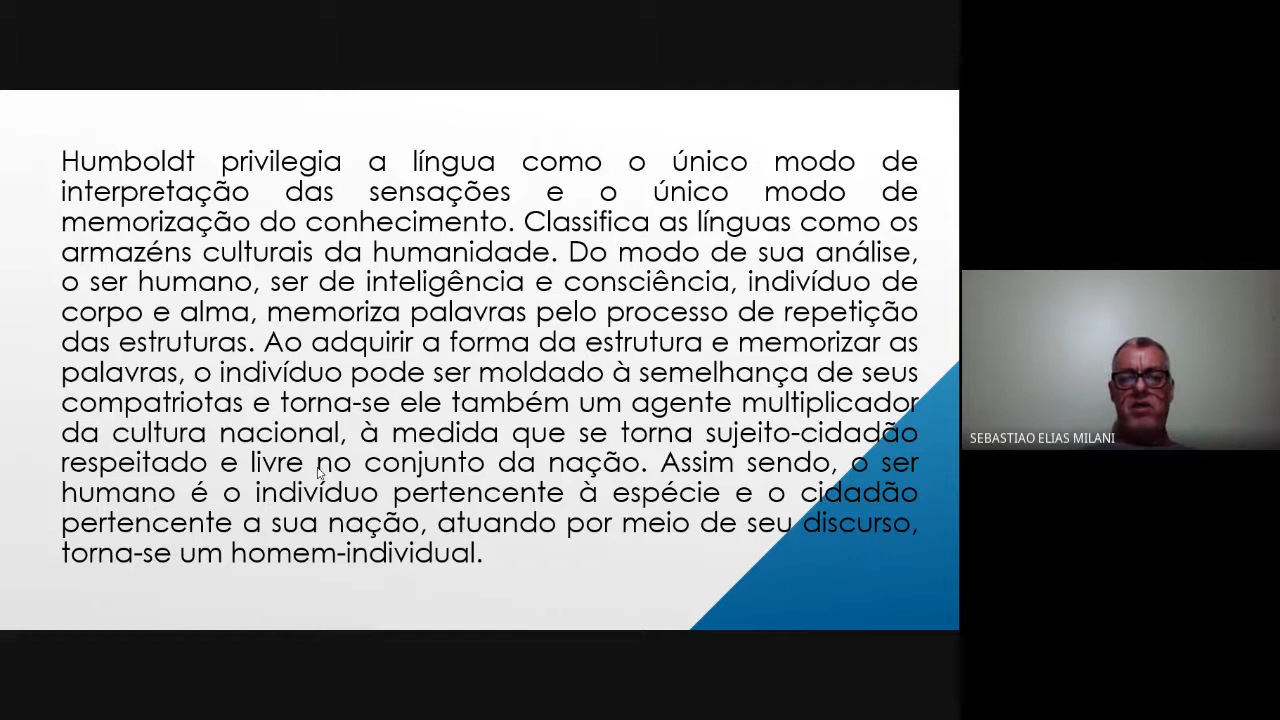 Humboldt privilegia a língua como o único modo de
interpretação das sensações e o único modo de
memorização do conhecimento. Classifica as línguas como os
armazéns culturais da humanidade. Do modo de sua análise,
o ser humano, ser de inteligência e consciência, indivíduo de
corpo e alma, memoriza palavras pelo processo de repetição
das estruturas. Ao adquirir a forma da estrutura e memorizar as
palavras, o indivíduo pode ser moldado à semelhança de seus
compatriotas e torna-se ele também um agente multiplicador
da cultura nacional, à medida que se torna sujeito-cidadão
respeitado e livre no conjunto da nação. Assim sendo, o ser
humano é o indivíduo pertencente à espécie e o cidadão
pertencente a sua nação, atuando por meio de seu discurso,
torna-se um homem-individual.
SEBASTIAO ELIAS MILANI